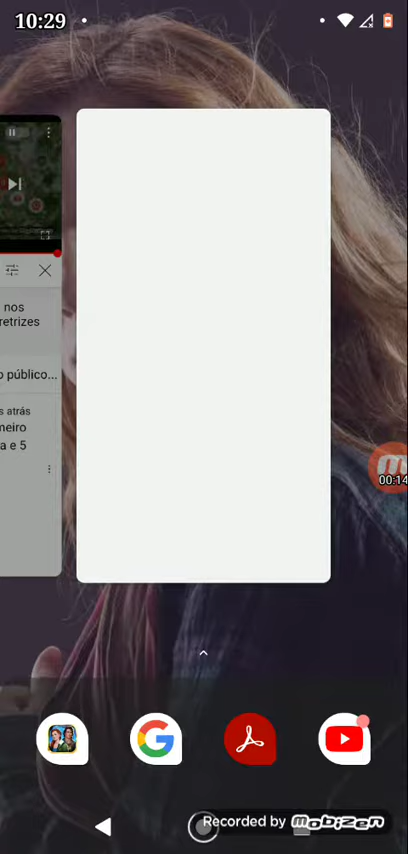 10:29
nos
retrizes
o público...
s atrás
neiro
a e 5
00:14
Recorded by mobizen